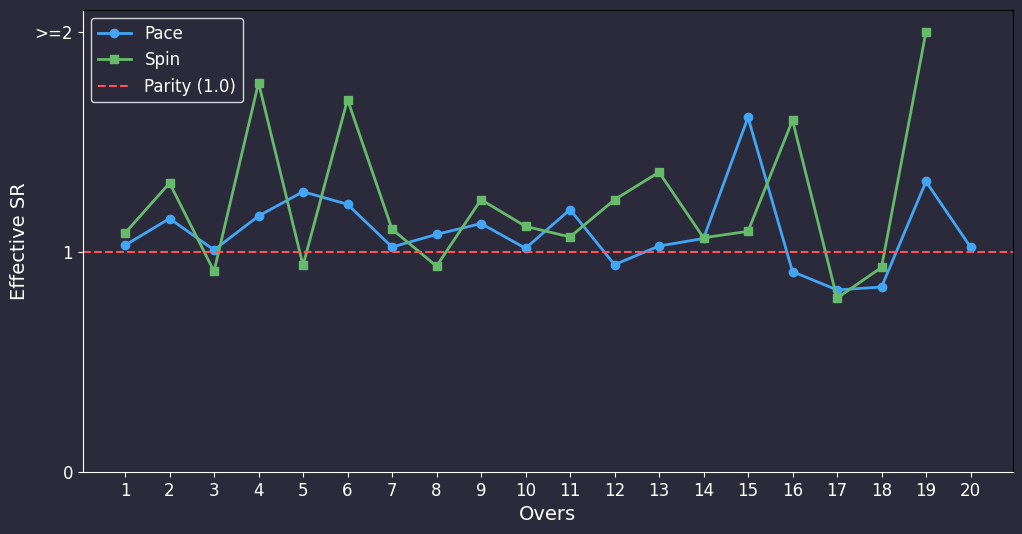 Pace
Spin
Parity (1.0)
>=2
1
0
Effective SR
1 2 3 4 5 6 7 8 9 10 11 12 13 14 15 16 17 18 19 20
Overs